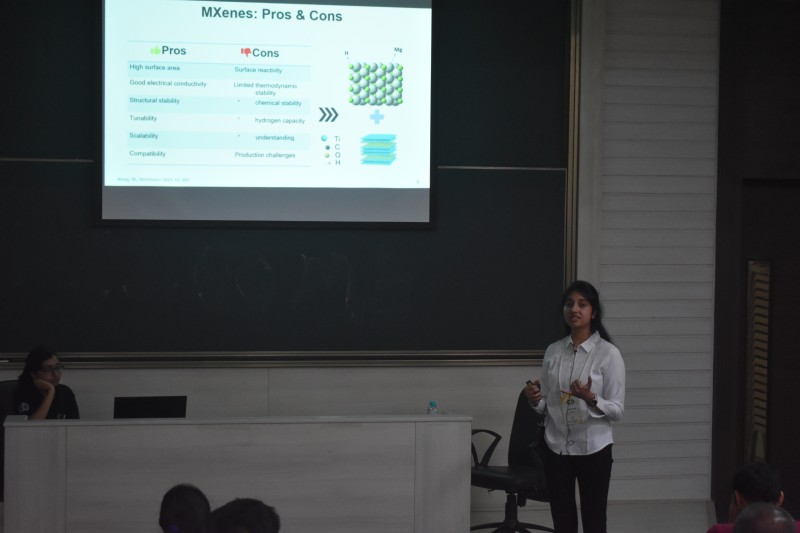 MXenes: Pros & Cons
Pros Cons
High surface area Surface reactivity
Good electrical conductivity Limited thermodynamic stability
Structural stability " chemical stability
Tunability " hydrogen capacity
Scalability " understanding
Compatibility Production challenges
H Mg
Ti
C
O
H